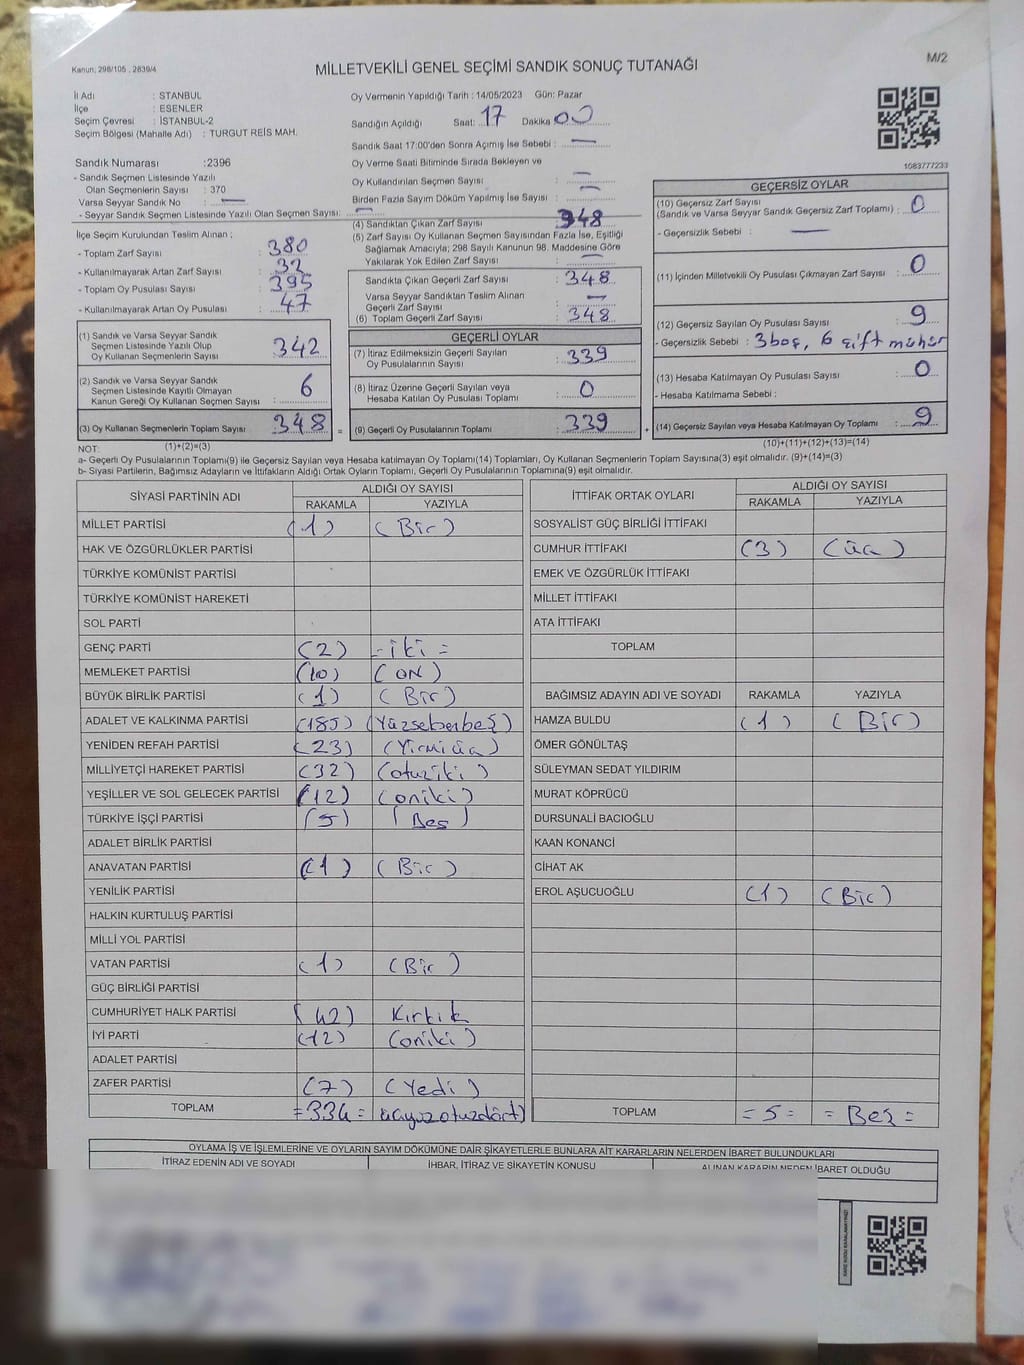 Kanun; 298/105 , 2839/4
MİLLETVEKİLİ GENEL SEÇİMİ SANDIK SONUÇ TUTANAĞI
M/2
İl Adı : STANBUL
İlçe : ESENLER
Seçim Çevresi : İSTANBUL-2
Seçim Bölgesi (Mahalle Adı) : TURGUT REİS MAH.
Oy Vermenin Yapıldığı Tarih : 14/05/2023 Gün: Pazar
Sandığın Açıldığı Saat: 17 Dakika 00
Sandık Saat 17:00'den Sonra Açımış İse Sebebi : —
Oy Verme Saati Bitiminde Sırada Bekleyen ve
Oy Kullandırılan Seçmen Sayısı : —
Birden Fazla Sayım Döküm Yapılmış İse Sayısı : —
1083777233
Sandık Numarası :2396
- Sandık Seçmen Listesinde Yazılı
Olan Seçmenlerin Sayısı : 370
Varsa Seyyar Sandık No : —
- Seyyar Sandık Seçmen Listesinde Yazılı Olan Seçmen Sayısı: —
İlçe Seçim Kurulundan Teslim Alınan ;
- Toplam Zarf Sayısı : 380
- Kullanılmayarak Artan Zarf Sayısı : 32
- Toplam Oy Pusulası Sayısı : 395
- Kullanılmayarak Artan Oy Pusulası : 47
(4) Sandıktan Çıkan Zarf Sayısı : 348
(5) Zarf Sayısı Oy Kullanan Seçmen Sayısından Fazla İse, Eşitliği
Sağlamak Amacıyla; 298 Sayılı Kanunun 98. Maddesine Göre
Yakılarak Yok Edilen Zarf Sayısı : —
Sandıkta Çıkan Geçerli Zarf Sayısı : 348
Varsa Seyyar Sandıktan Teslim Alınan
Geçerli Zarf Sayısı : —
(6) Toplam Geçerli Zarf Sayısı : 348
GEÇERSİZ OYLAR
(10) Geçersiz Zarf Sayısı
(Sandık ve Varsa Seyyar Sandık Geçersiz Zarf Toplamı) : 0
- Geçersizlik Sebebi : —
(11) İçinden Milletvekili Oy Pusulası Çıkmayan Zarf Sayısı : 0
(12) Geçersiz Sayılan Oy Pusulası Sayısı : 9
- Geçersizlik Sebebi : 3boş, 6 çift mühür
(13) Hesaba Katılmayan Oy Pusulası Sayısı : 0
- Hesaba Katılmama Sebebi :
(14) Geçersiz Sayılan veya Hesaba Katılmayan Oy Toplamı : 9
(10)+(11)+(12)+(13)=(14)
(1) Sandık ve Varsa Seyyar Sandık
Seçmen Listesinde Yazılı Olup
Oy Kullanan Seçmenlerin Sayısı : 342
(2) Sandık ve Varsa Seyyar Sandık
Seçmen Listesinde Kayıtlı Olmayan
Kanun Gereği Oy Kullanan Seçmen Sayısı : 6
(3) Oy Kullanan Seçmenlerin Toplam Sayısı : 348 =
GEÇERLİ OYLAR
(7) İtiraz Edilmeksizin Geçerli Sayılan
Oy Pusulalarının Sayısı : 339
(8) İtiraz Üzerine Geçerli Sayılan veya
Hesaba Katılan Oy Pusulası Toplamı : 0
(9) Geçerli Oy Pusulalarının Toplamı : 339 +
NOT: (1)+(2)=(3)
a- Geçerli Oy Pusulalarının Toplamı(9) ile Geçersiz Sayılan veya Hesaba katılmayan Oy Toplamı(14) Toplamları, Oy Kullanan Seçmenlerin Toplam Sayısına(3) eşit olmalıdır. (9)+(14)=(3)
b- Siyasi Partilerin, Bağımsız Adayların ve İttifakların Aldığı Ortak Oyların Toplamı, Geçerli Oy Pusulalarının Toplamına(9) eşit olmalıdır.
SİYASİ PARTİNİN ADI ALDIĞI OY SAYISI
RAKAMLA YAZIYLA
MİLLET PARTİSİ (1) (Bir)
HAK VE ÖZGÜRLÜKLER PARTİSİ
TÜRKİYE KOMÜNİST PARTİSİ
TÜRKİYE KOMÜNİST HAREKETİ
SOL PARTİ
GENÇ PARTİ (2) -iki =
MEMLEKET PARTİSİ (10) (ON)
BÜYÜK BİRLİK PARTİSİ (1) (Bir)
ADALET VE KALKINMA PARTİSİ (185) (Yüzseksenbeş)
YENİDEN REFAH PARTİSİ (23) (Yirmiüç)
MİLLİYETÇİ HAREKET PARTİSİ (32) (otuziki)
YEŞİLLER VE SOL GELECEK PARTİSİ (12) (oniki)
TÜRKİYE İŞÇİ PARTİSİ (5) (Beş)
ADALET BİRLİK PARTİSİ
ANAVATAN PARTİSİ (1) (Bir)
YENİLİK PARTİSİ
HALKIN KURTULUŞ PARTİSİ
MİLLİ YOL PARTİSİ
VATAN PARTİSİ (1) (Bir)
GÜÇ BİRLİĞİ PARTİSİ
CUMHURİYET HALK PARTİSİ (42) Kırkik
İYİ PARTİ (12) (oniki)
ADALET PARTİSİ
ZAFER PARTİSİ (7) (Yedi)
TOPLAM =334= üçyüzotuzdört)
İTTİFAK ORTAK OYLARI ALDIĞI OY SAYISI
RAKAMLA YAZIYLA
SOSYALİST GÜÇ BİRLİĞİ İTTİFAKI
CUMHUR İTTİFAKI (3) (üç)
EMEK VE ÖZGÜRLÜK İTTİFAKI
MİLLET İTTİFAKI
ATA İTTİFAKI
TOPLAM
BAĞIMSIZ ADAYIN ADI VE SOYADI RAKAMLA YAZIYLA
HAMZA BULDU (1) (Bir)
ÖMER GÖNÜLTAŞ
SÜLEYMAN SEDAT YILDIRIM
MURAT KÖPRÜCÜ
DURSUNALİ BACIOĞLU
KAAN KONANCİ
CİHAT AK
EROL AŞUCUOĞLU (1) (Bir)
TOPLAM =5= =Beş=
OYLAMA İŞ VE İŞLEMLERİNE VE OYLARIN SAYIM DÖKÜMÜNE DAİR ŞİKAYETLERLE BUNLARA AİT KARARLARIN NELERDEN İBARET BULUNDUKLARI
İTİRAZ EDENİN ADI VE SOYADI İHBAR, İTİRAZ VE ŞİKAYETİN KONUSU ALINAN KARARIN NEDEN İBARET OLDUĞU